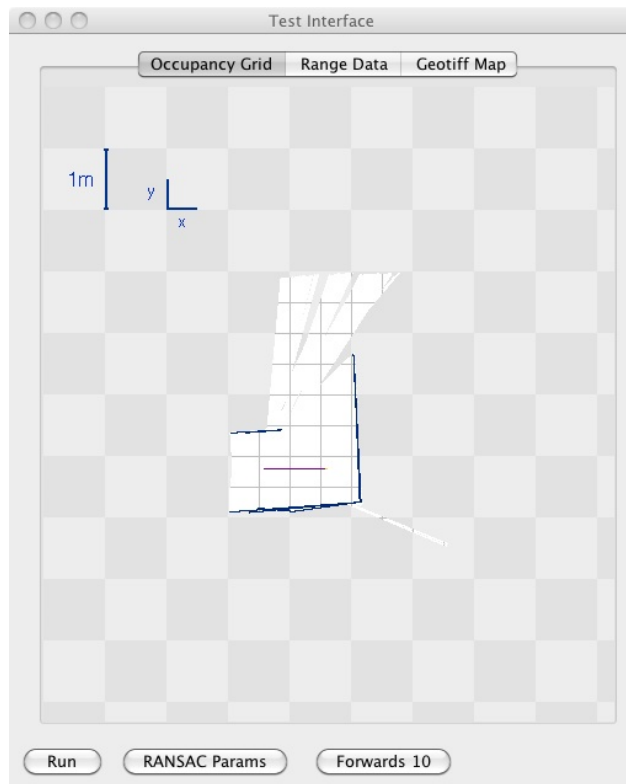 Test Interface
Occupancy Grid Range Data Geotiff Map
1m
y
x
Run RANSAC Params Forwards 10